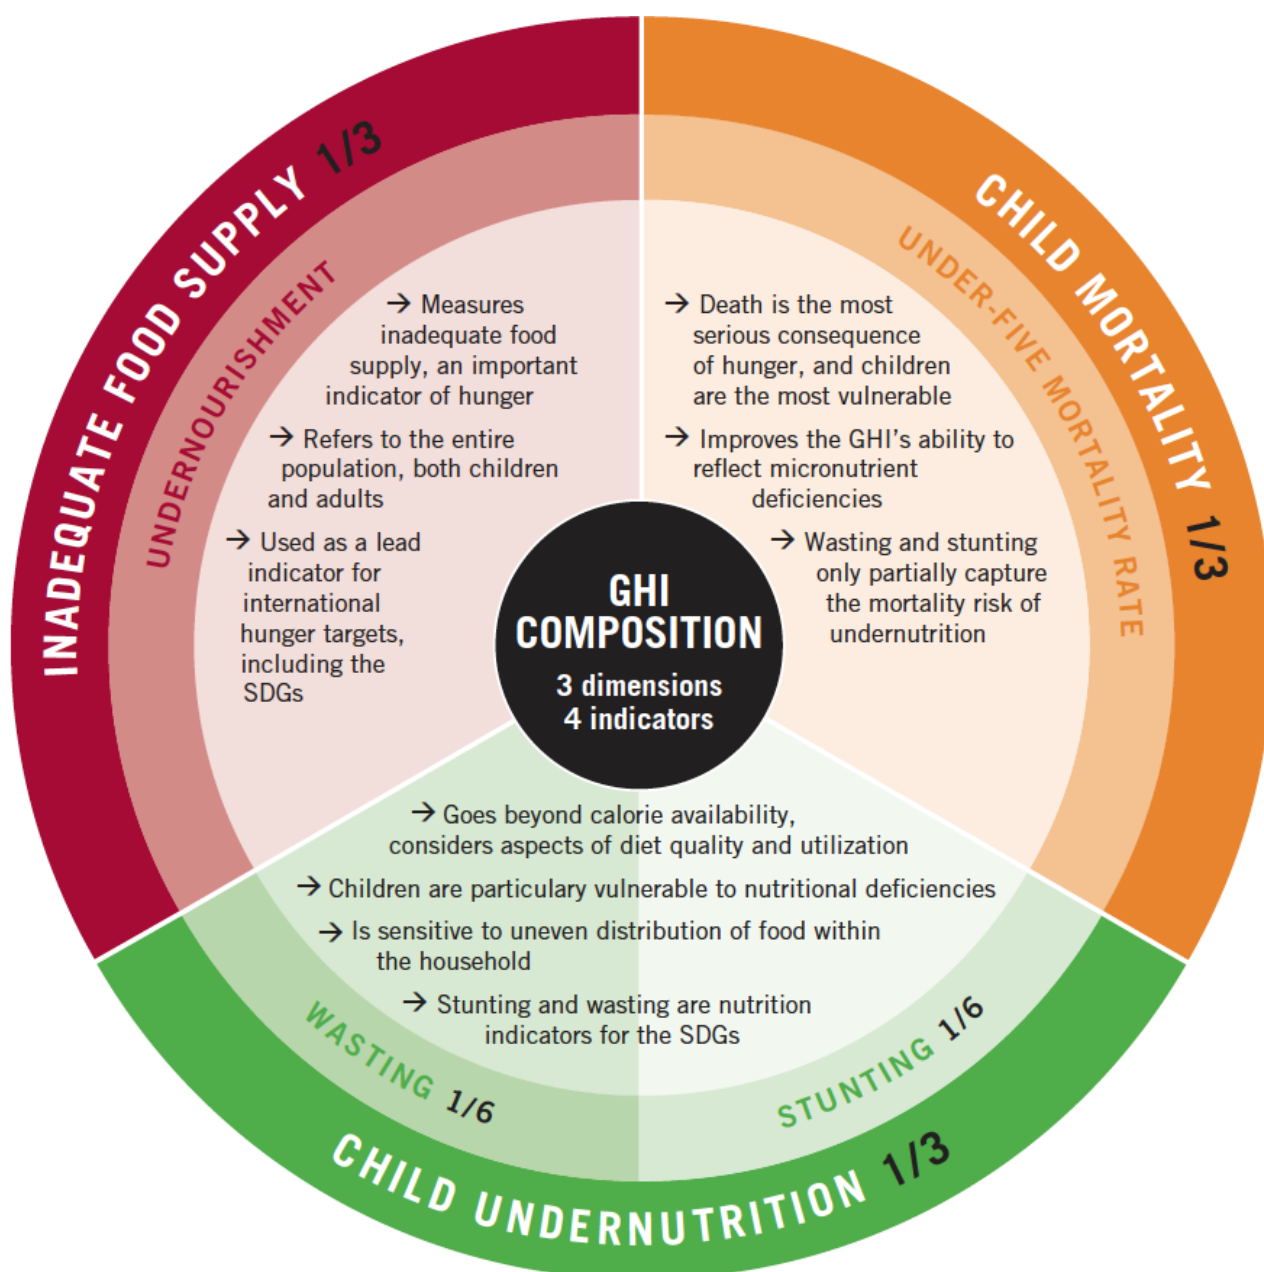 INADEQUATE FOOD SUPPLY 1/3
UNDERNOURISHMENT
→ Measures
inadequate food
supply, an important
indicator of hunger
→ Refers to the entire
population, both children
and adults
→ Used as a lead
indicator for
international
hunger targets,
including the
SDGs
CHILD MORTALITY 1/3
UNDER-FIVE MORTALITY RATE
→ Death is the most
serious consequence
of hunger, and children
are the most vulnerable
→ Improves the GHI's ability to
reflect micronutrient
deficiencies
→ Wasting and stunting
only partially capture
the mortality risk of
undernutrition
GHI
COMPOSITION
3 dimensions
4 indicators
→ Goes beyond calorie availability,
considers aspects of diet quality and utilization
→ Children are particulary vulnerable to nutritional deficiencies
→ Is sensitive to uneven distribution of food within
the household
→ Stunting and wasting are nutrition
indicators for the SDGs
WASTING 1/6
STUNTING 1/6
CHILD UNDERNUTRITION 1/3